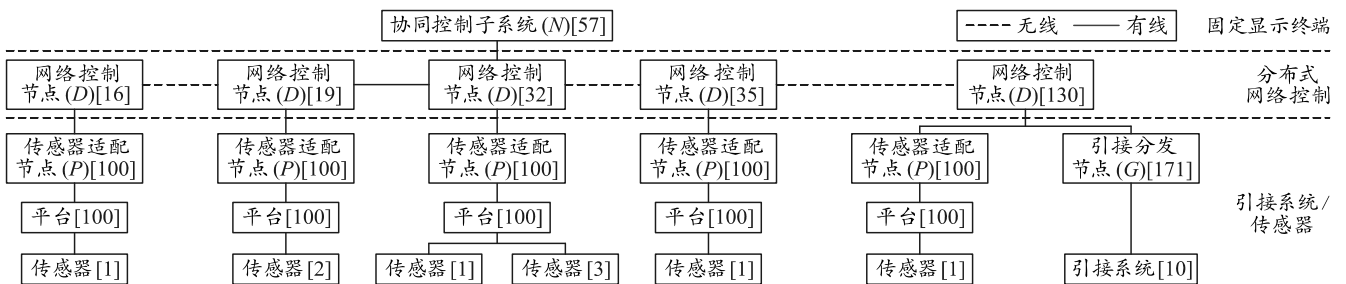 协同控制子系统(N)[57]
无线
有线
固定显示终端
网络控制
节点(D)[16]
网络控制
节点(D)[19]
网络控制
节点(D)[32]
网络控制
节点(D)[35]
网络控制
节点(D)[130]
分布式
网络控制
传感器适配
节点(P)[100]
传感器适配
节点(P)[100]
传感器适配
节点(P)[100]
传感器适配
节点(P)[100]
传感器适配
节点(P)[100]
引接分发
节点(G)[171]
平台[100]
平台[100]
平台[100]
平台[100]
平台[100]
引接系统/
传感器
传感器[1]
传感器[2]
传感器[1]
传感器[3]
传感器[1]
传感器[1]
引接系统[10]